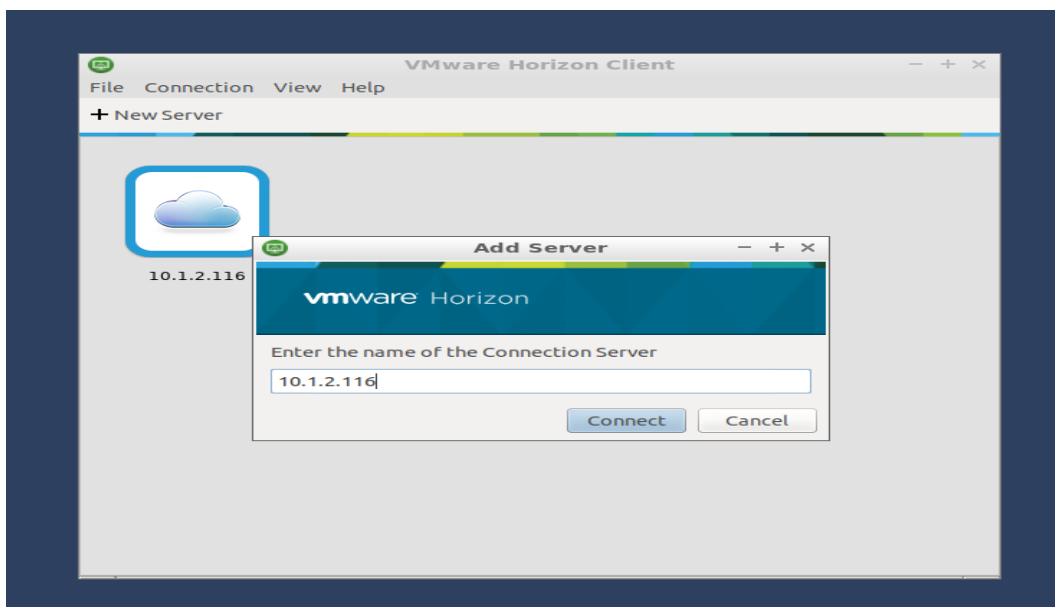 VMware Horizon Client
File Connection View Help
+ New Server
10.1.2.116
Add Server
vmware Horizon
Enter the name of the Connection Server
10.1.2.116
Connect Cancel